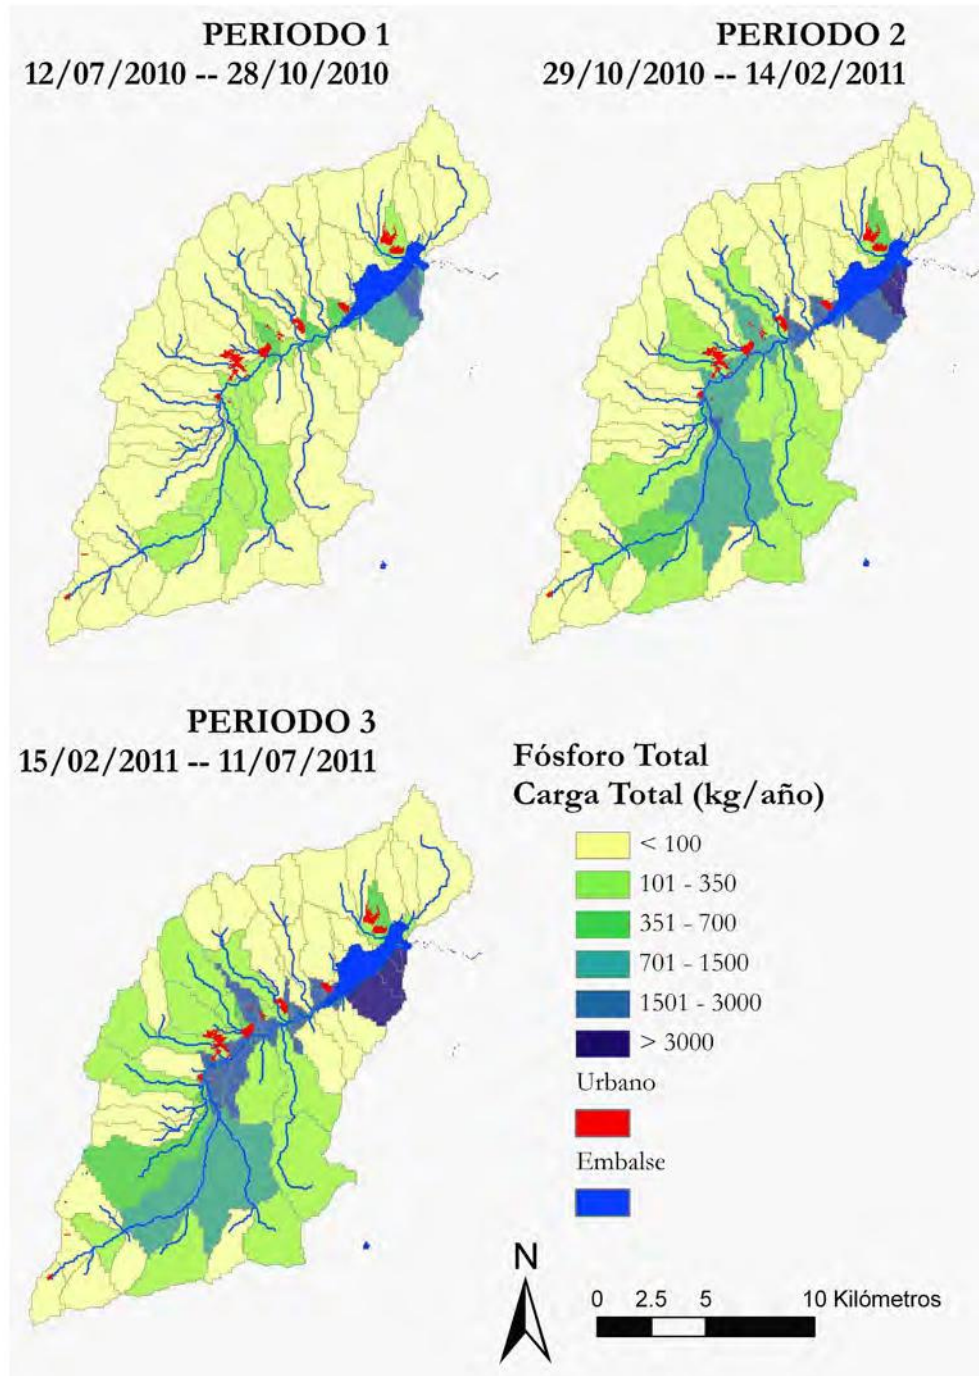 PERIODO 1
12/07/2010 -- 28/10/2010
PERIODO 2
29/10/2010 -- 14/02/2011
PERIODO 3
15/02/2011 -- 11/07/2011
Fósforo Total
Carga Total (kg/año)
< 100
101 - 350
351 - 700
701 - 1500
1501 - 3000
> 3000
Urbano
Embalse
N
0 2.5 5 10 Kilómetros